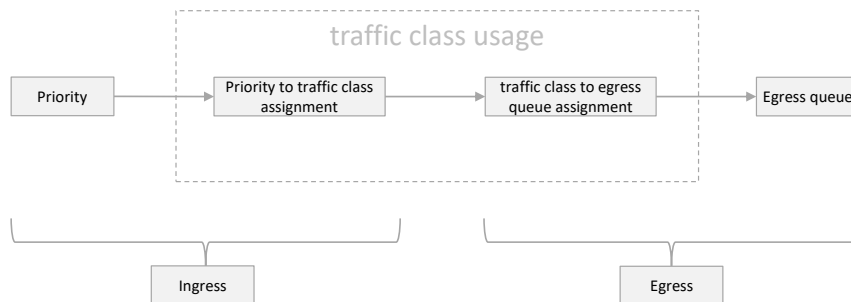 traffic class usage
Priority
Priority to traffic class
assignment
traffic class to egress
queue assignment
Egress queue
Ingress
Egress